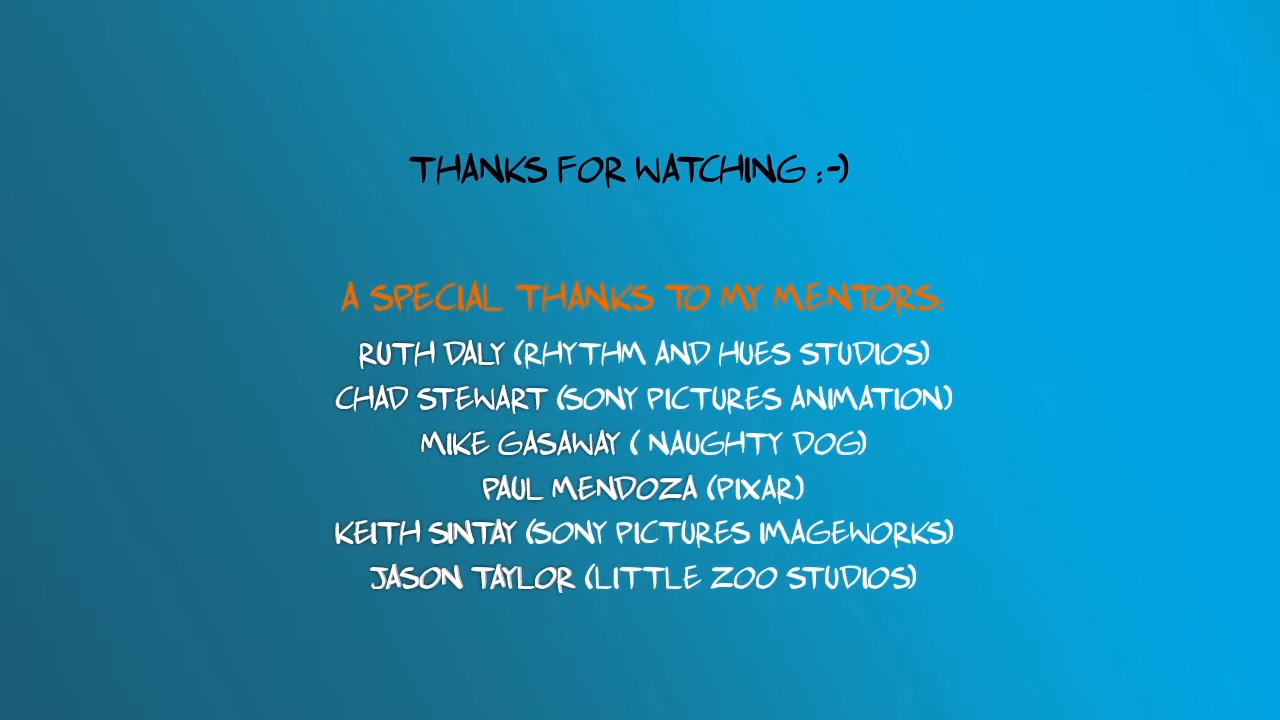 THANKS FOR WATCHING :-)
A SPECIAL THANKS TO MY MENTORS:
RUTH DALY (RHYTHM AND HUES STUDIOS)
CHAD STEWART (SONY PICTURES ANIMATION)
MIKE GASAWAY ( NAUGHTY DOG)
PAUL MENDOZA (PIXAR)
KEITH SINTAY (SONY PICTURES IMAGEWORKS)
JASON TAYLOR (LITTLE ZOO STUDIOS)